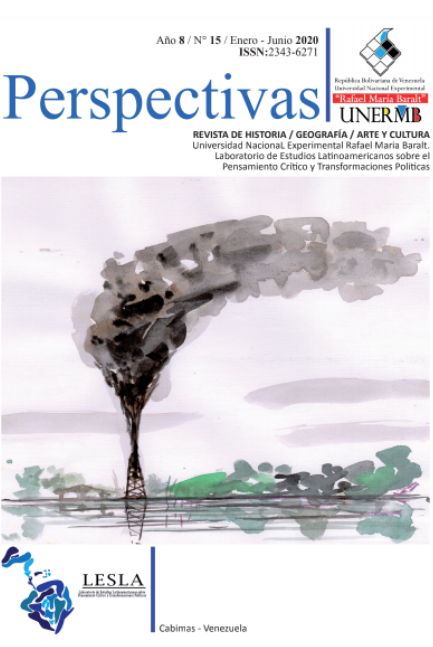 Año 8 / N° 15 / Enero - Junio 2020
ISSN:2343-6271
República Bolivariana de Venezuela
Universidad Nacional Experimental
"Rafael María Baralt"
UNERMB
Perspectivas
REVISTA DE HISTORIA / GEOGRAFÍA / ARTE Y CULTURA
Universidad NacionaL Experimental Rafael Maria Baralt.
Laboratorio de Estudios Latinoamericanos sobre el
Pensamiento Crítico y Transformaciones Políticas
LESLA
Cabimas - Venezuela